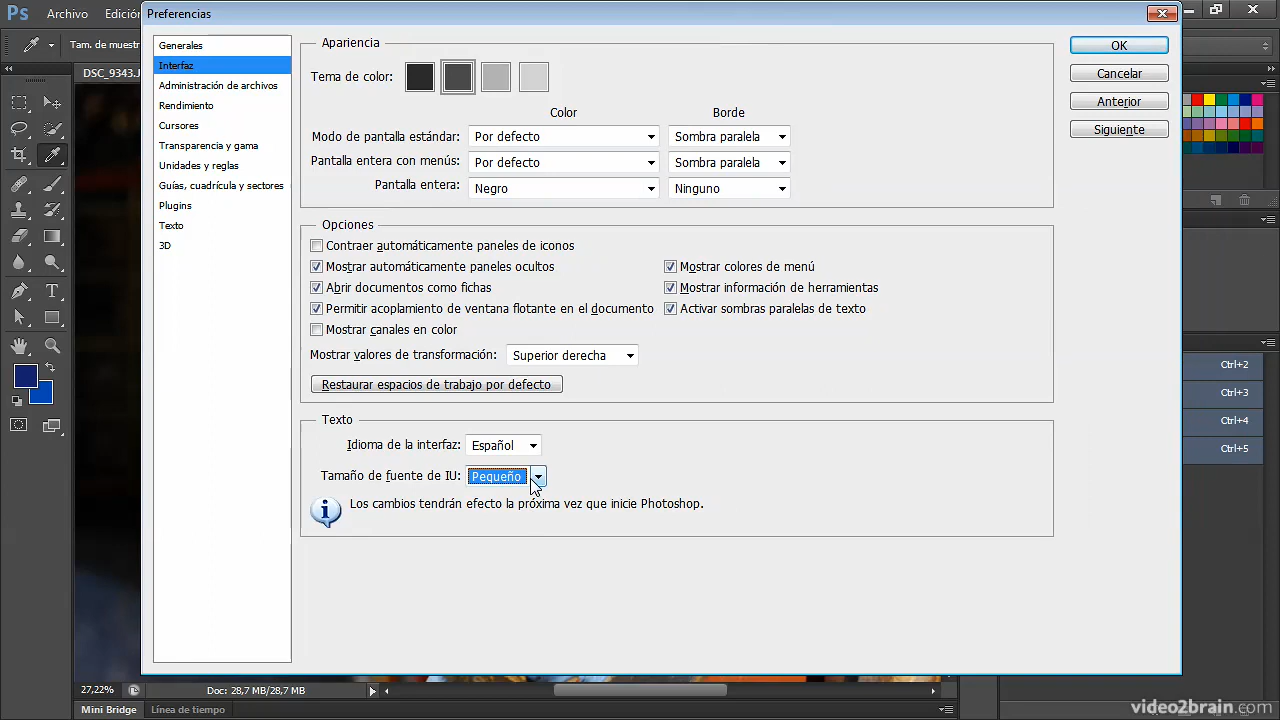 Ps Archivo Edición
Preferencias
Tam. de muestr
DSC_9343.J
Generales
Interfaz
Administración de archivos
Rendimiento
Cursores
Transparencia y gama
Unidades y reglas
Guías, cuadrícula y sectores
Plugins
Texto
3D
Apariencia
Tema de color:
Color Borde
Modo de pantalla estándar: Por defecto Sombra paralela
Pantalla entera con menús: Por defecto Sombra paralela
Pantalla entera: Negro Ninguno
Opciones
Contraer automáticamente paneles de iconos
Mostrar automáticamente paneles ocultos Mostrar colores de menú
Abrir documentos como fichas Mostrar información de herramientas
Permitir acoplamiento de ventana flotante en el documento Activar sombras paralelas de texto
Mostrar canales en color
Mostrar valores de transformación: Superior derecha
Restaurar espacios de trabajo por defecto
Texto
Idioma de la interfaz: Español
Tamaño de fuente de IU: Pequeño
Los cambios tendrán efecto la próxima vez que inicie Photoshop.
OK
Cancelar
Anterior
Siguiente
Ctrl+2
Ctrl+3
Ctrl+4
Ctrl+5
27,22% Doc: 28,7 MB/28,7 MB
Mini Bridge Línea de tiempo
video2brain.com